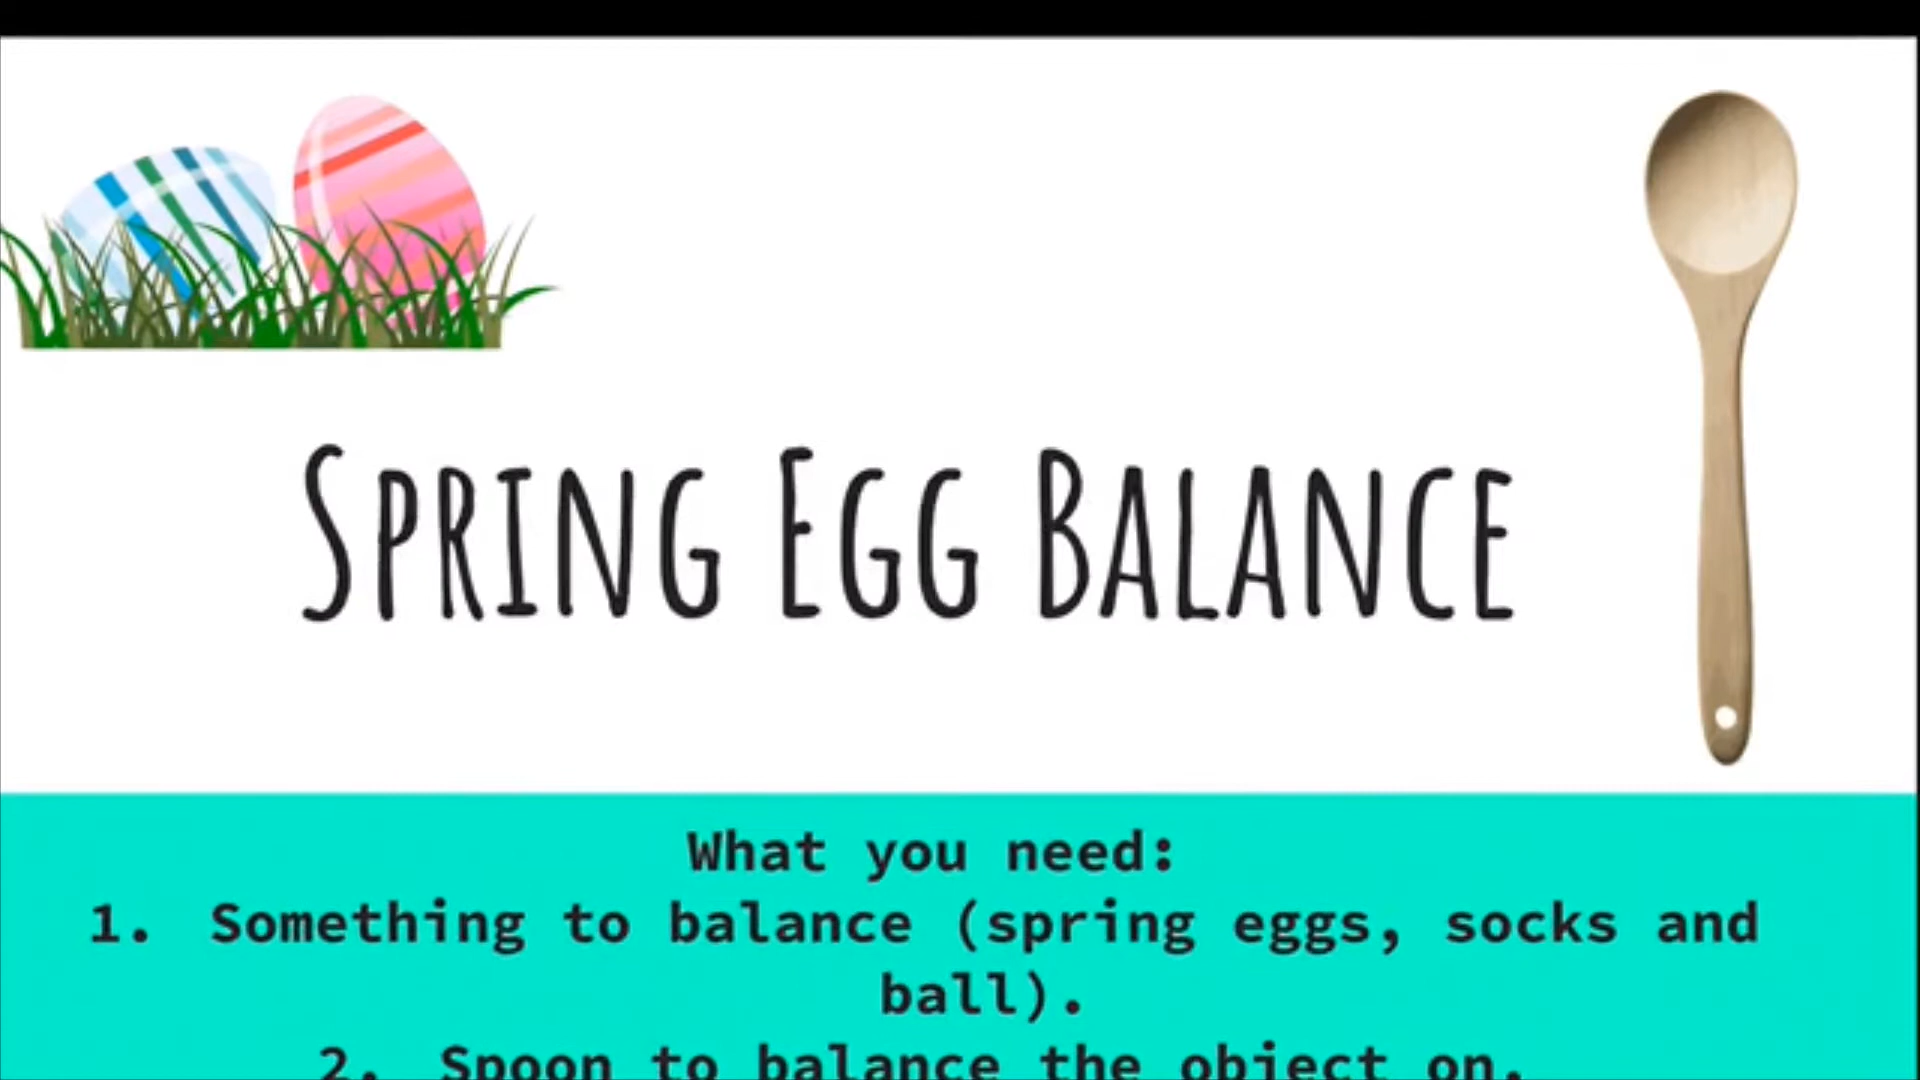 Spring Egg Balance
What you need:
1. Something to balance (spring eggs, socks and
ball).
2. Spoon to balance the object on.